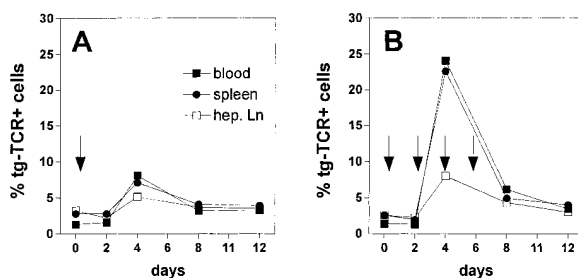 A
% tg-TCR+ cells
30
25
20
15
10
5
0
blood
spleen
hep. Ln
0 2 4 6 8 11 12
days
B
% tg-TCR+ cells
30
25
20
15
10
5
0
0 2 4 6 8 11 12
days